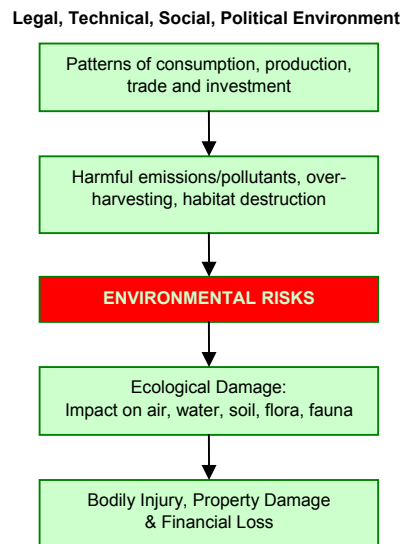 Legal, Technical, Social, Political Environment
Patterns of consumption, production,
trade and investment
Harmful emissions/pollutants, over-
harvesting, habitat destruction
ENVIRONMENTAL RISKS
Ecological Damage:
Impact on air, water, soil, flora, fauna
Bodily Injury, Property Damage
& Financial Loss